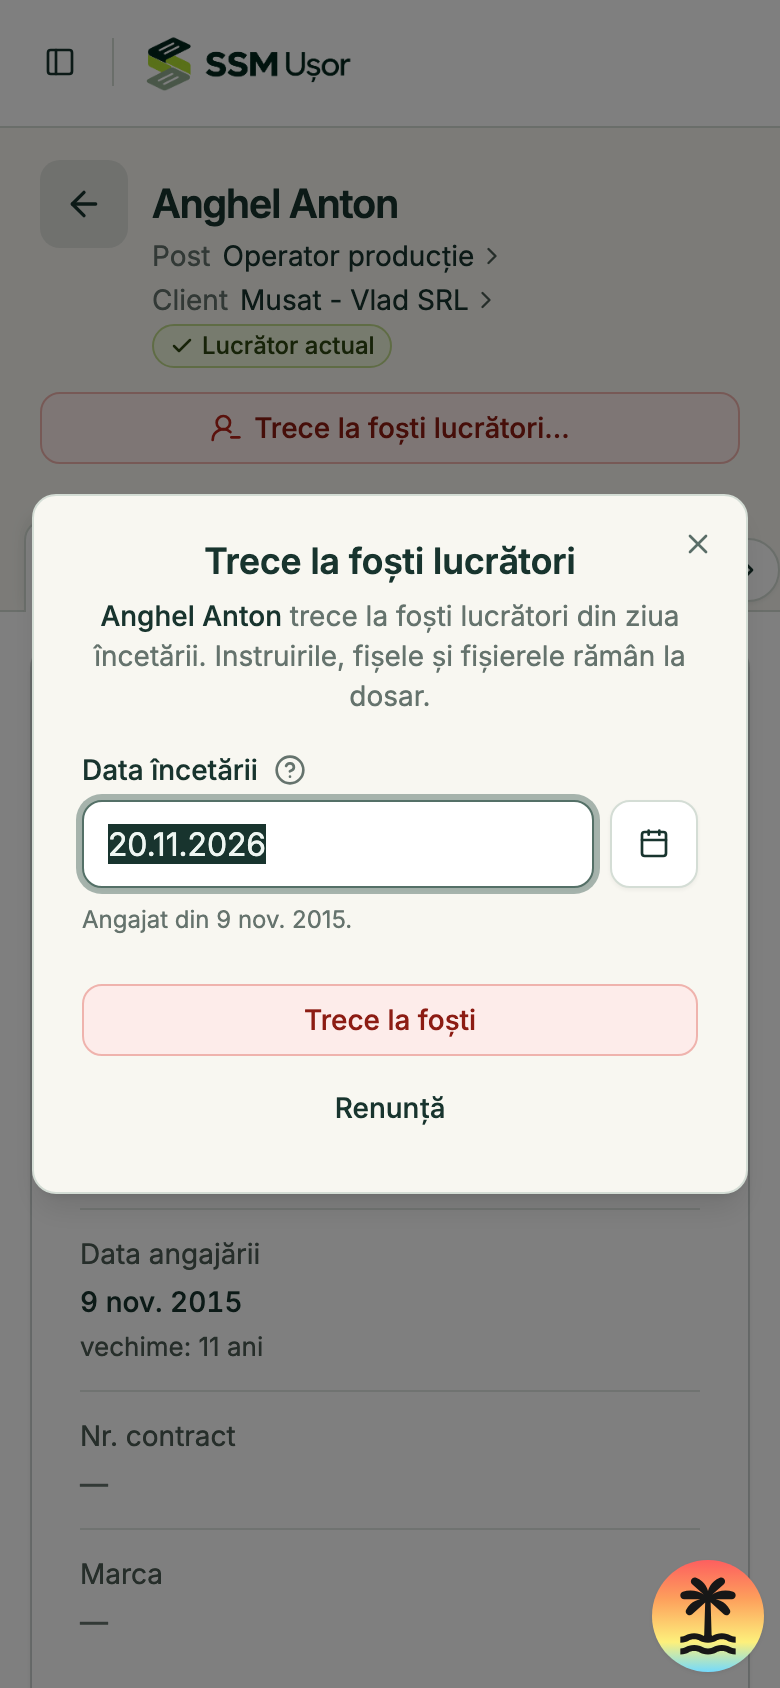 SSM Ușor
Anghel Anton
Post Operator producție
Client Musat - Vlad SRL
Lucrător actual
Trece la foști lucrători...
Trece la foști lucrători
Anghel Anton trece la foști lucrători din ziua
încetării. Instruirile, fișele și fișierele rămân la
dosar.
Data încetării
20.11.2026
Angajat din 9 nov. 2015.
Trece la foști
Renunță
Data angajării
9 nov. 2015
vechime: 11 ani
Nr. contract
—
Marca
—